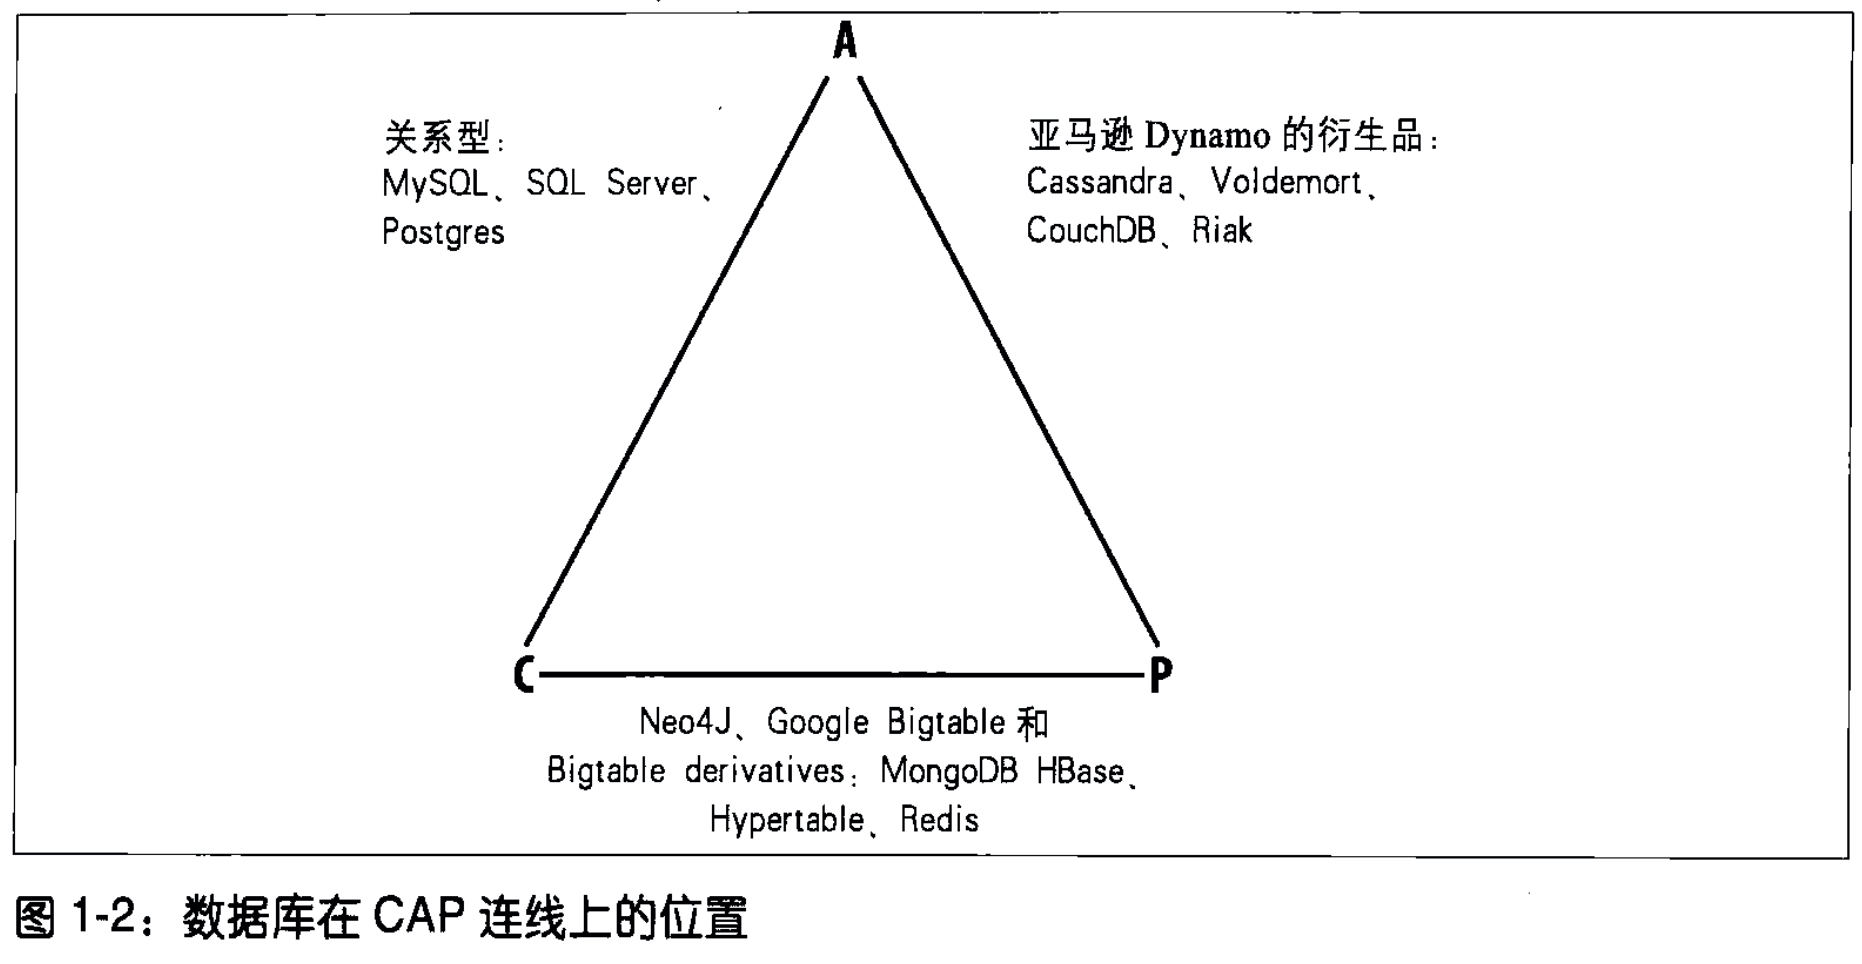 A
关系型：
MySQL、SQL Server、
Postgres
亚马逊 Dynamo 的衍生品：
Cassandra、Voldemort、
CouchDB、Riak
C
P
Neo4J、Google Bigtable 和
Bigtable derivatives：MongoDB HBase、
Hypertable、Redis
图 1-2：数据库在 CAP 连线上的位置